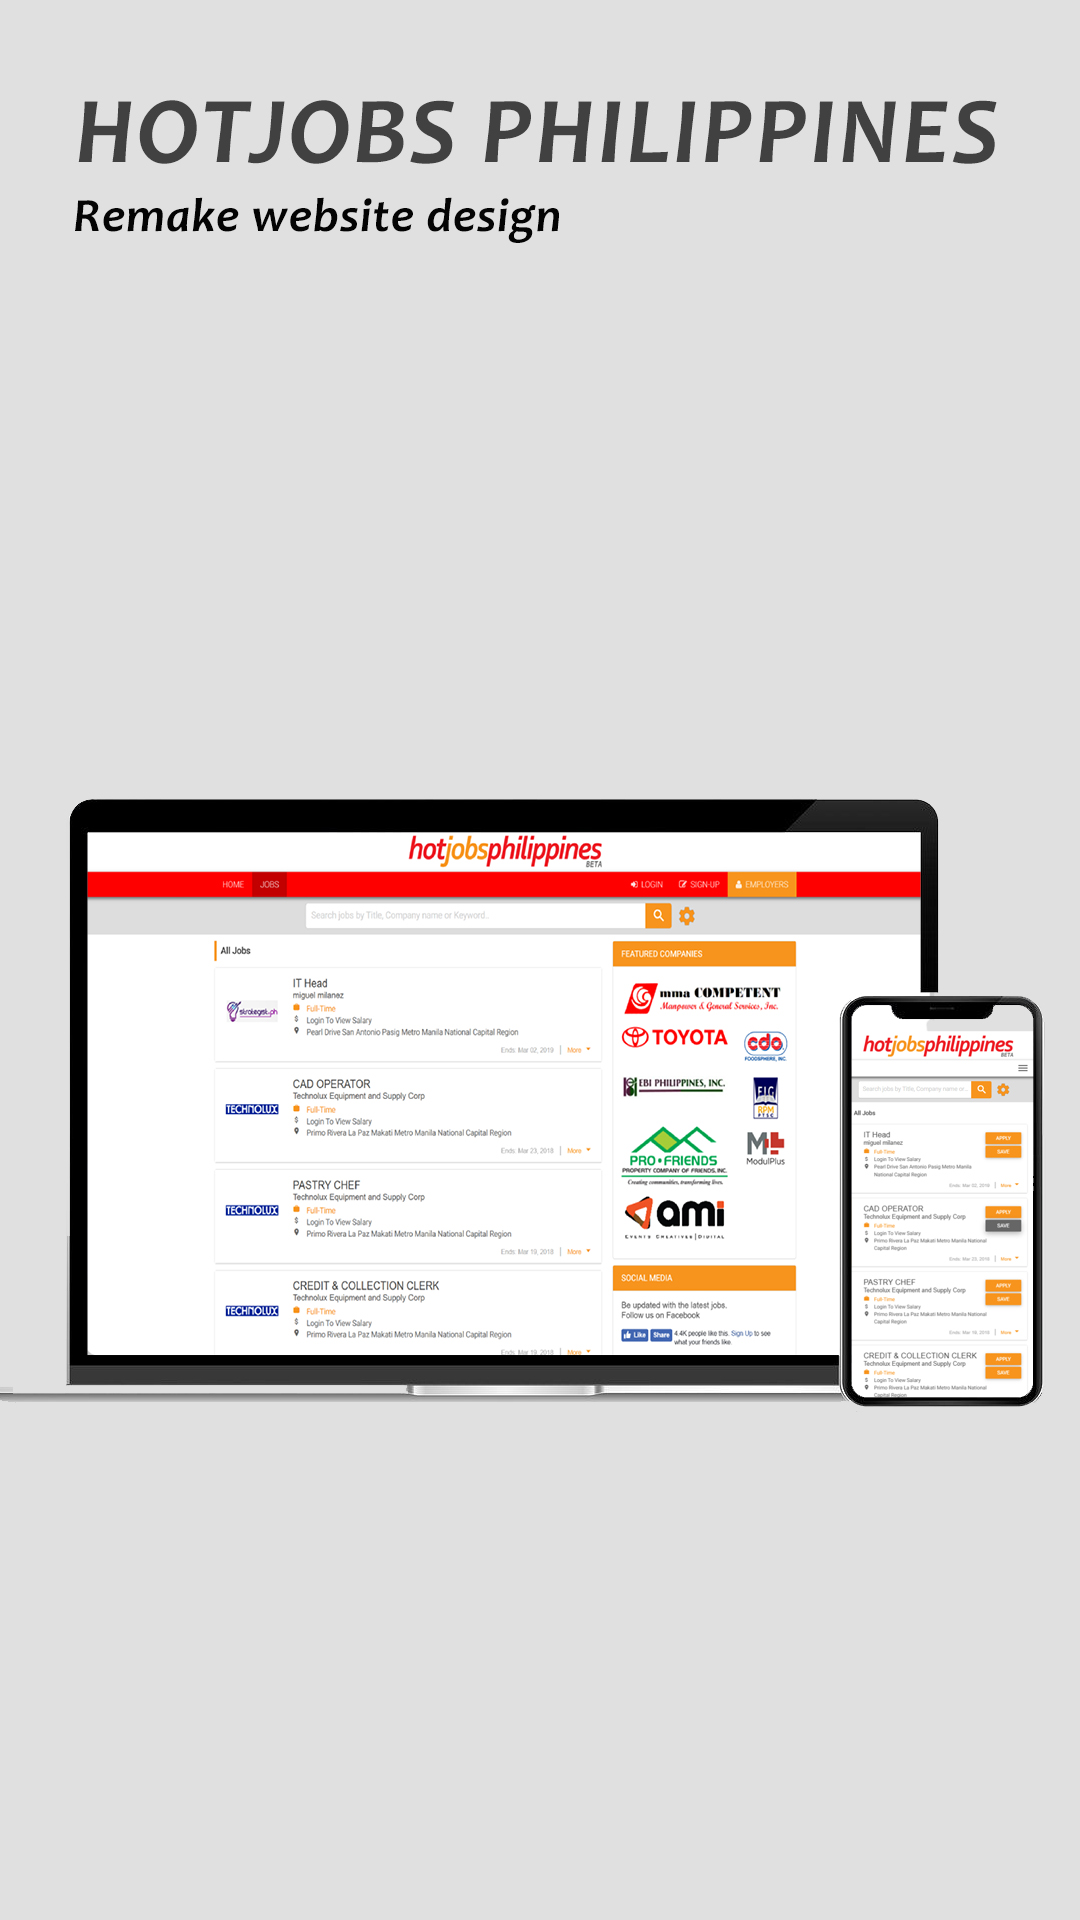 HOTJOBS PHILIPPINES
Remake website design
hotjobsphilippines
BETA
HOME JOBS LOGIN SIGN-UP EMPLOYERS
Search jobs by Title, Company name or Keyword..
All Jobs
strategist.ph
IT Head
miguel milanez
Full-Time
Login To View Salary
Pearl Drive San Antonio Pasig Metro Manila National Capital Region
Ends: Mar 02, 2019 | More
TECHNOLUX
CAD OPERATOR
Technolux Equipment and Supply Corp
Full-Time
Login To View Salary
Primo Rivera La Paz Makati Metro Manila National Capital Region
Ends: Mar 23, 2018 | More
TECHNOLUX
PASTRY CHEF
Technolux Equipment and Supply Corp
Full-Time
Login To View Salary
Primo Rivera La Paz Makati Metro Manila National Capital Region
Ends: Mar 19, 2018 | More
TECHNOLUX
CREDIT & COLLECTION CLERK
Technolux Equipment and Supply Corp
Full-Time
Login To View Salary
Primo Rivera La Paz Makati Metro Manila National Capital Region
Ends: Mar 19, 2018 | More
FEATURED COMPANIES
mma COMPETENT
Manpower & General Services, Inc.
TOYOTA
cdo
FOODSPHERE, INC.
EBI PHILIPPINES, INC.
FJG
RPM
PTSC
PRO•FRIENDS
PROPERTY COMPANY OF FRIENDS, INC.
Creating communities, transforming lives.
ModulPlus
ami
EVENTS CREATIVES | DIGITAL
SOCIAL MEDIA
Be updated with the latest jobs.
Follow us on Facebook
Like Share 4.4K people like this. Sign Up to see
what your friends like.
hotjobsphilippines
BETA
Search jobs by Title, Company name or..
All Jobs
IT Head
miguel milanez
Full-Time
Login To View Salary
Pearl Drive San Antonio Pasig Metro Manila
National Capital Region
APPLY
SAVE
Ends: Mar 02, 2019 | More
CAD OPERATOR
Technolux Equipment and Supply Corp
Full-Time
Login To View Salary
Primo Rivera La Paz Makati Metro Manila National
Capital Region
APPLY
SAVE
Ends: Mar 23, 2018 | More
PASTRY CHEF
Technolux Equipment and Supply Corp
Full-Time
Login To View Salary
Primo Rivera La Paz Makati Metro Manila National
Capital Region
APPLY
SAVE
Ends: Mar 19, 2018 | More
CREDIT & COLLECTION CLERK
Technolux Equipment and Supply Corp
Full-Time
Login To View Salary
Primo Rivera La Paz Makati Metro Manila National
Capital Region
APPLY
SAVE